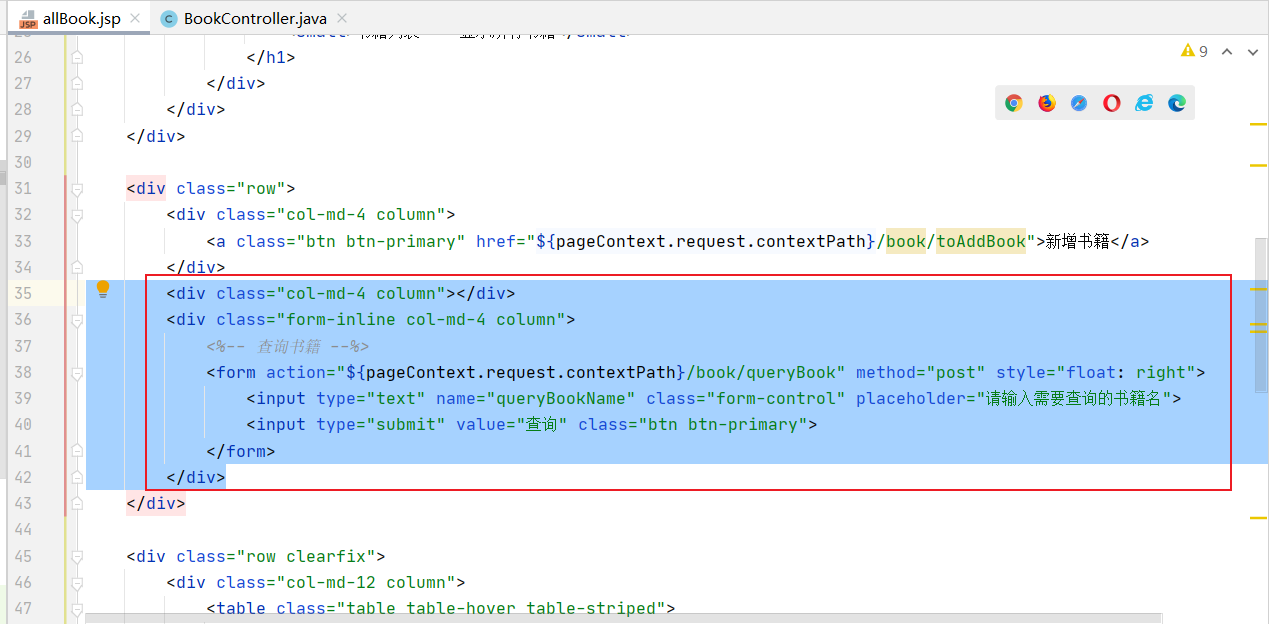 allBook.jsp BookController.java
26 </h1>
27 </div>
28 </div>
29 </div>
30
31 <div class="row">
32 <div class="col-md-4 column">
33 <a class="btn btn-primary" href="${pageContext.request.contextPath}/book/toAddBook">新增书籍</a>
34 </div>
35 <div class="col-md-4 column"></div>
36 <div class="form-inline col-md-4 column">
37 <%-- 查询书籍 --%>
38 <form action="${pageContext.request.contextPath}/book/queryBook" method="post" style="float: right">
39 <input type="text" name="queryBookName" class="form-control" placeholder="请输入需要查询的书籍名">
40 <input type="submit" value="查询" class="btn btn-primary">
41 </form>
42 </div>
43 </div>
44
45 <div class="row clearfix">
46 <div class="col-md-12 column">
47 <table class="table table-hover table-striped">
9
JSP
C